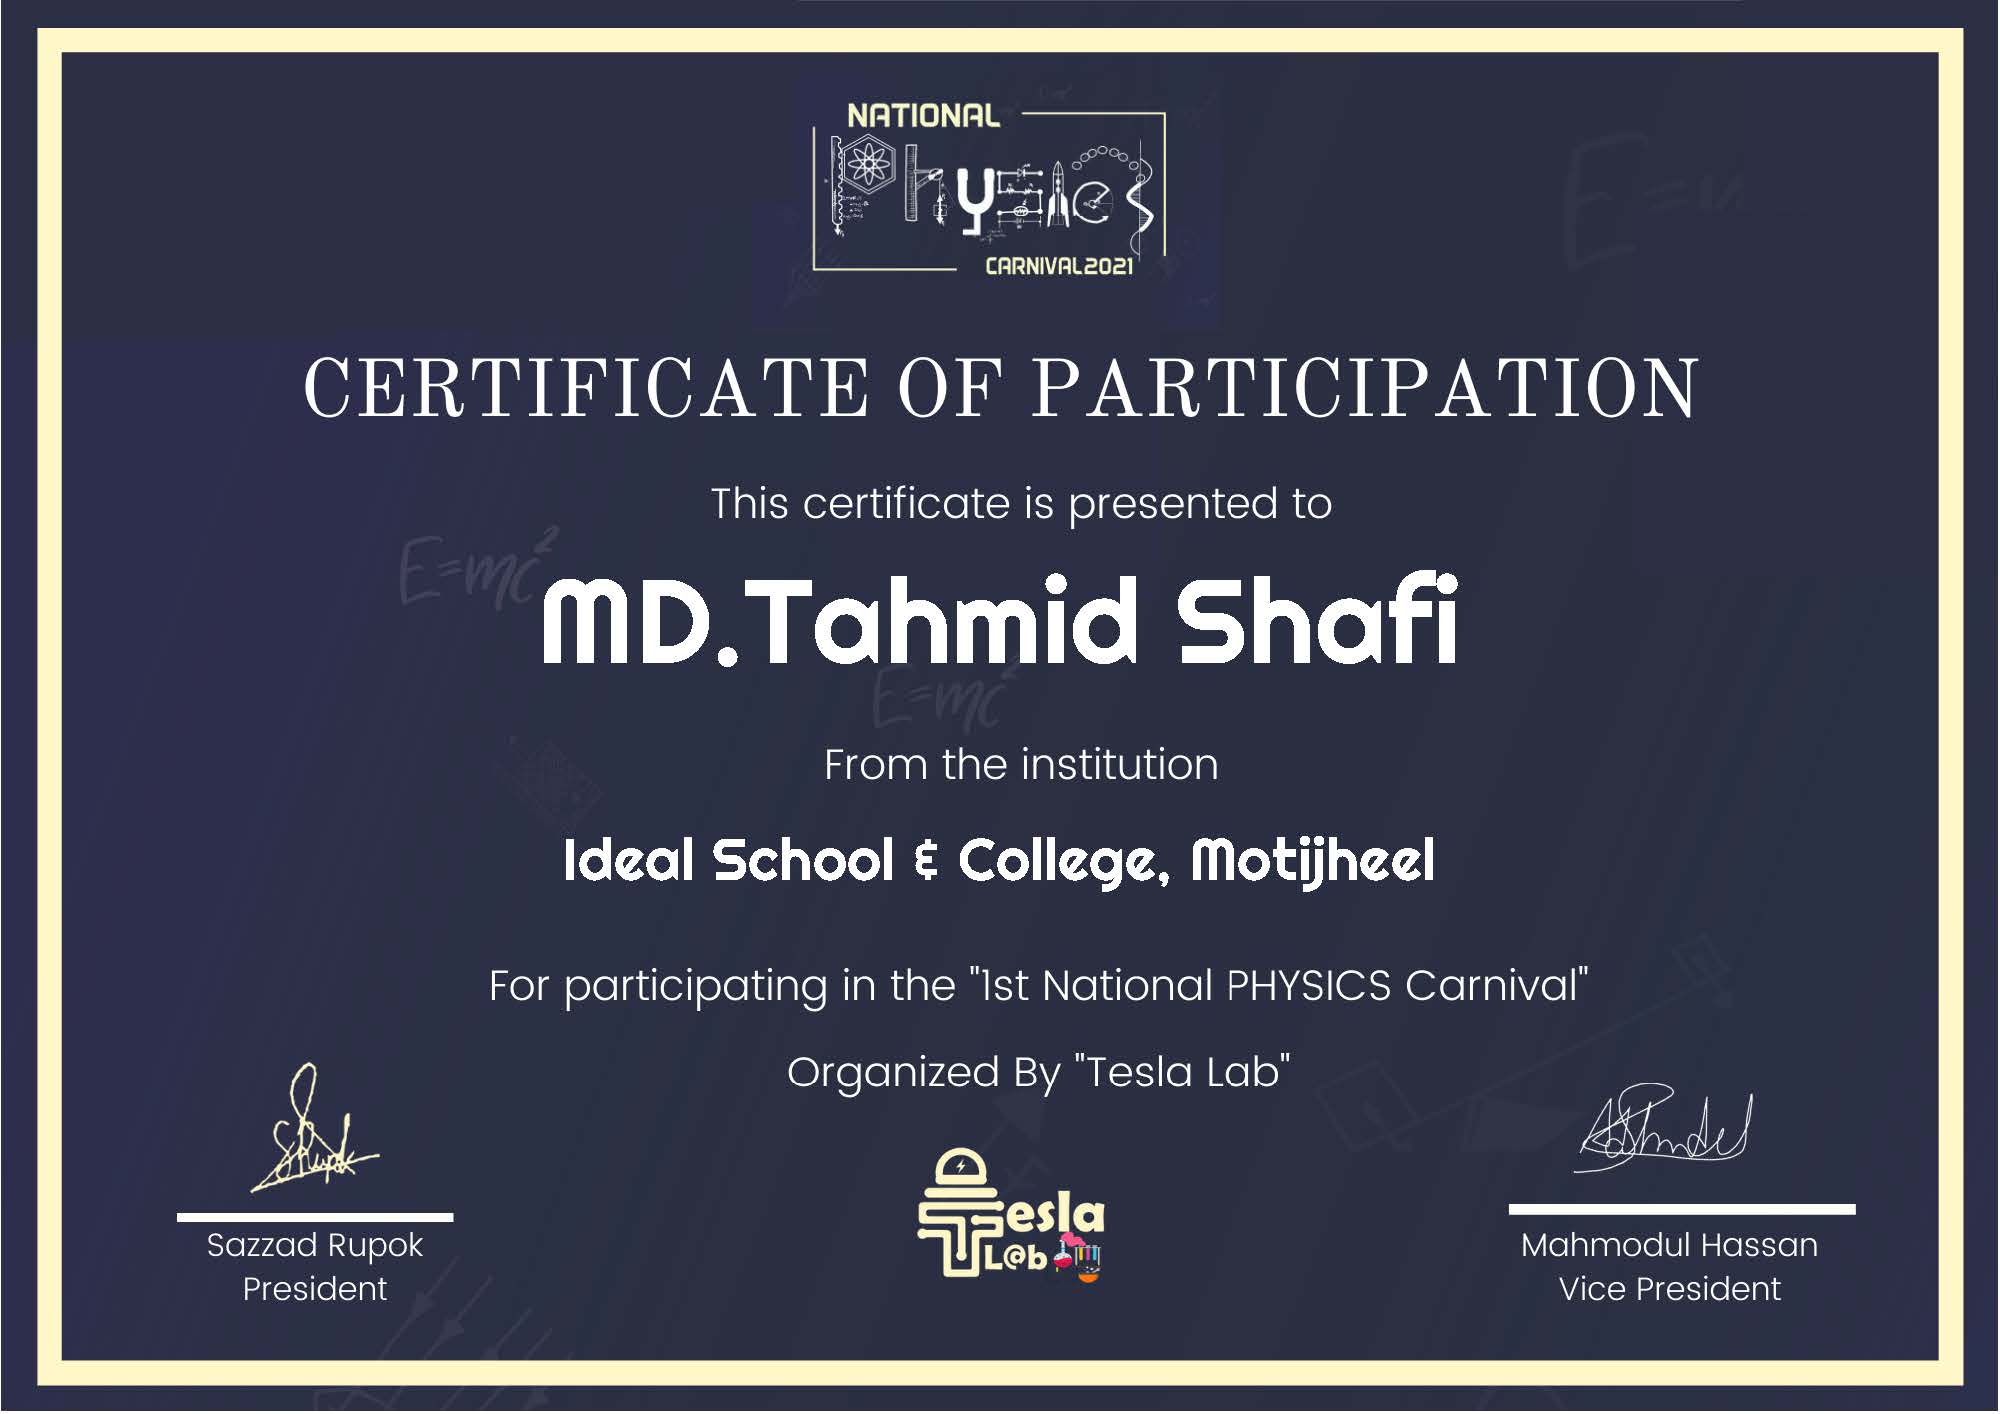 NATIONAL
Physics
CARNIVAL2021
CERTIFICATE OF PARTICIPATION
This certificate is presented to
E=mc²
MD.Tahmid Shafi
E=mc²
From the institution
Ideal School & College, Motijheel
For participating in the "1st National PHYSICS Carnival"
Organized By "Tesla Lab"
Tesla
L@b
Sazzad Rupok
President
Mahmodul Hassan
Vice President